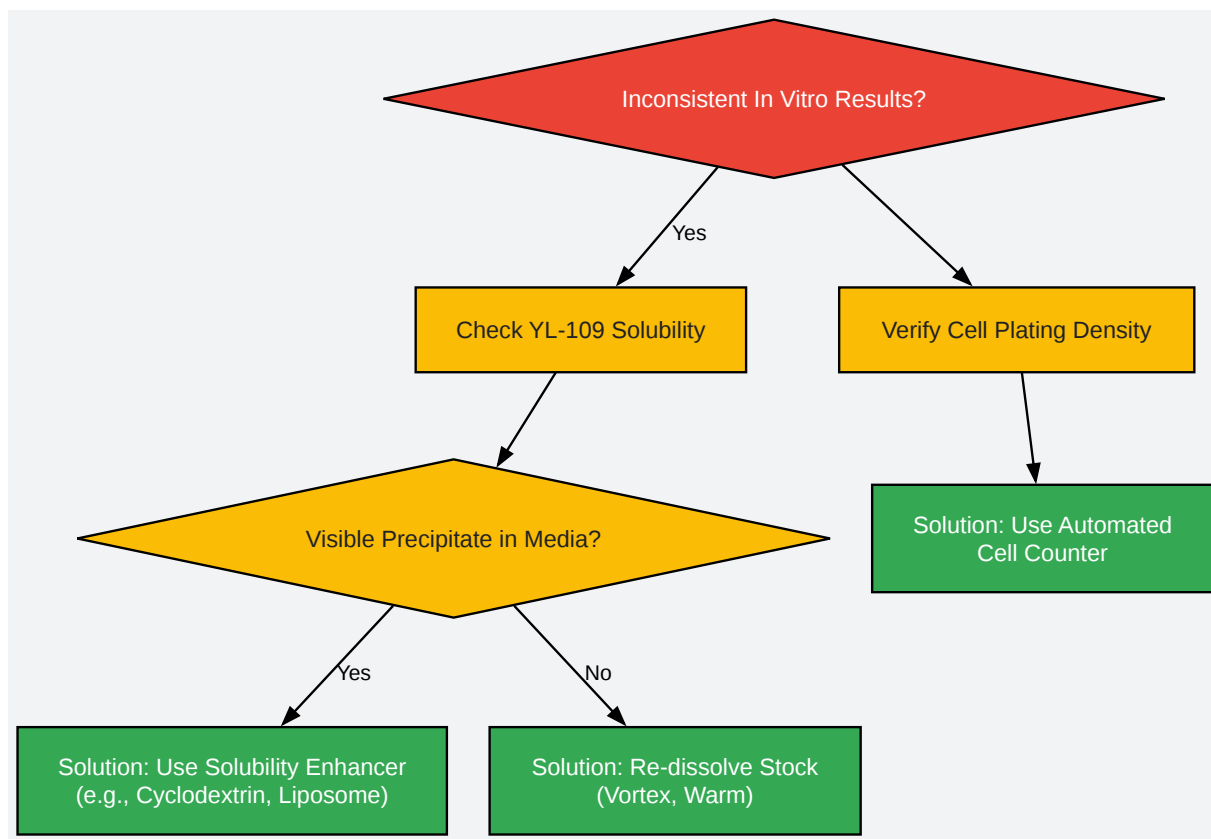 Inconsistent In Vitro Results?
Yes
Check YL-109 Solubility
Verify Cell Plating Density
Visible Precipitate in Media?
Solution: Use Automated
Cell Counter
Yes
No
Solution: Use Solubility Enhancer
(e.g., Cyclodextrin, Liposome)
Solution: Re-dissolve Stock
(Vortex, Warm)